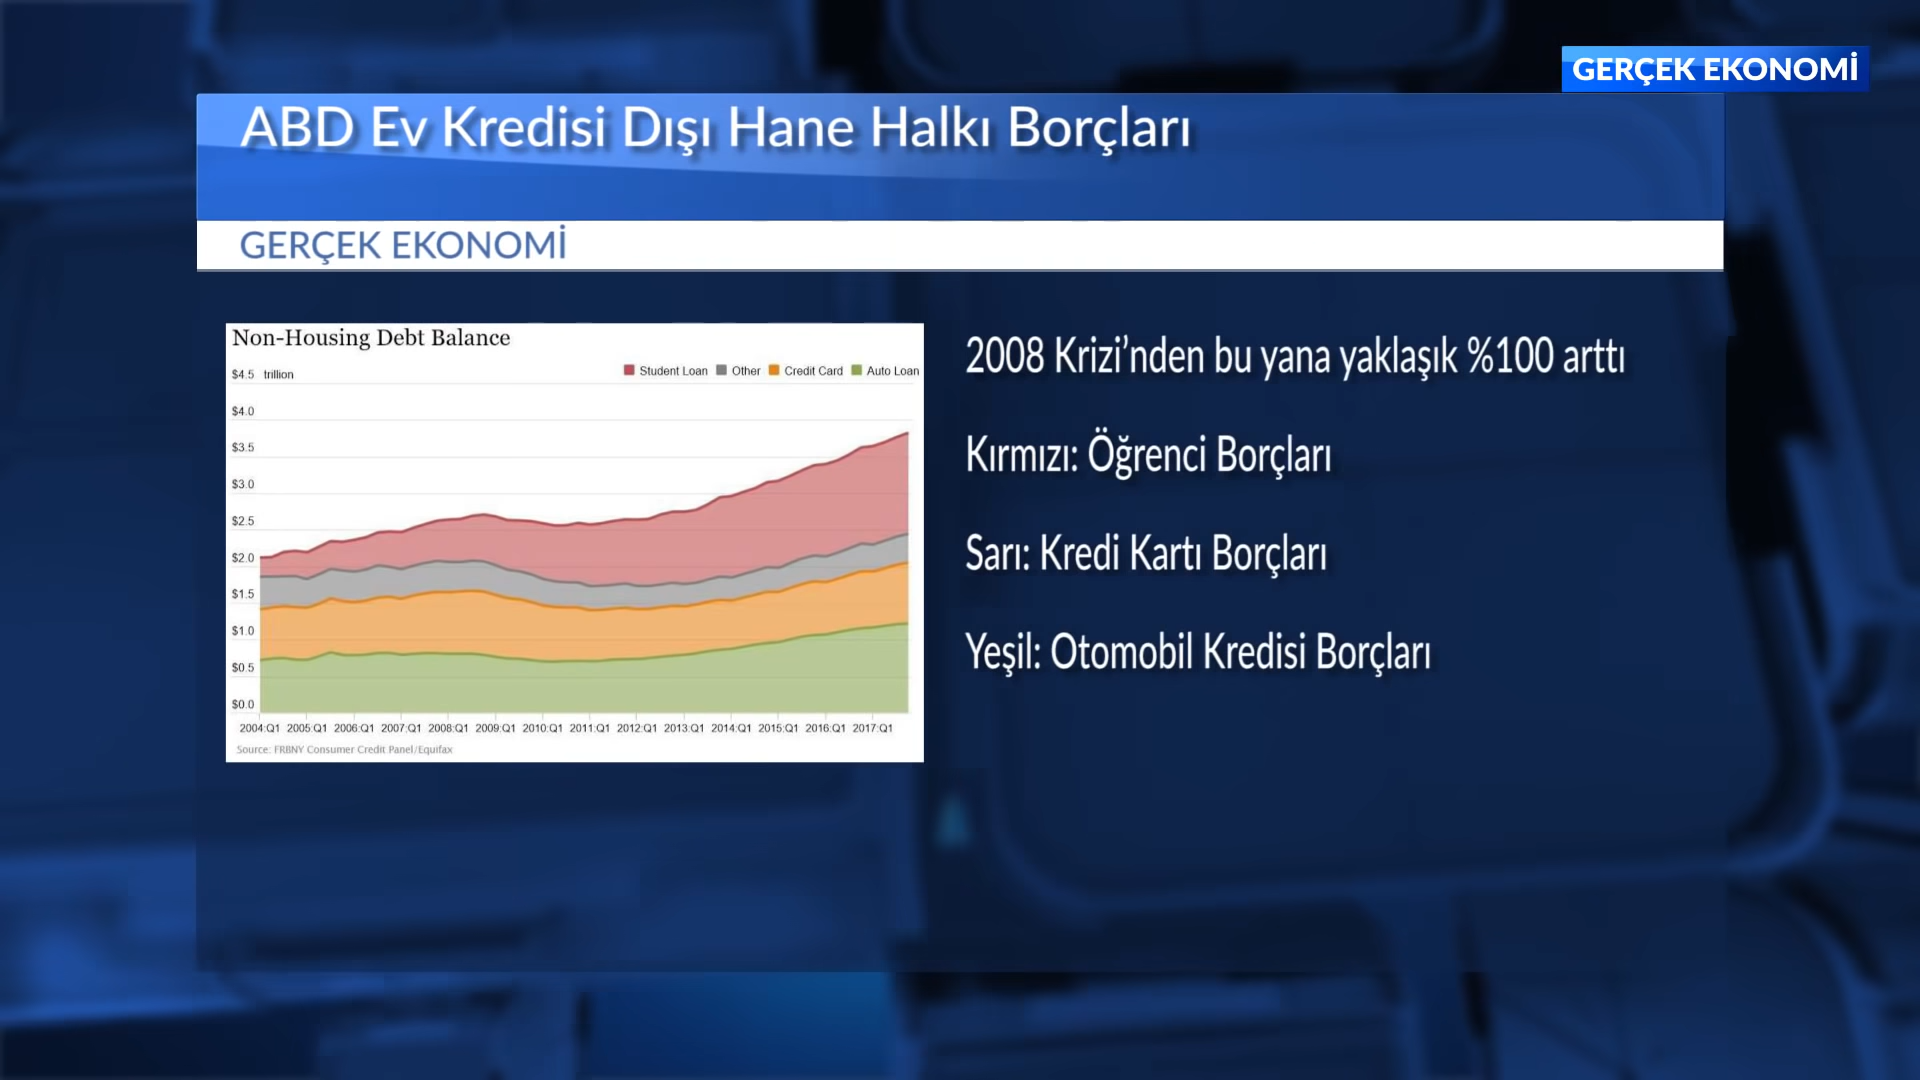 GERÇEK EKONOMİ
ABD Ev Kredisi Dışı Hane Halkı Borçları
GERÇEK EKONOMİ
Non-Housing Debt Balance
$4.5 trillion
Student Loan Other Credit Card Auto Loan
$4.0
$3.5
$3.0
$2.5
$2.0
$1.5
$1.0
$0.5
$0.0
2004:Q1 2005:Q1 2006:Q1 2007:Q1 2008:Q1 2009:Q1 2010:Q1 2011:Q1 2012:Q1 2013:Q1 2014:Q1 2015:Q1 2016:Q1 2017:Q1
Source: FRBNY Consumer Credit Panel/Equifax
2008 Krizi’nden bu yana yaklaşık %100 arttı
Kırmızı: Öğrenci Borçları
Sarı: Kredi Kartı Borçları
Yeşil: Otomobil Kredisi Borçları